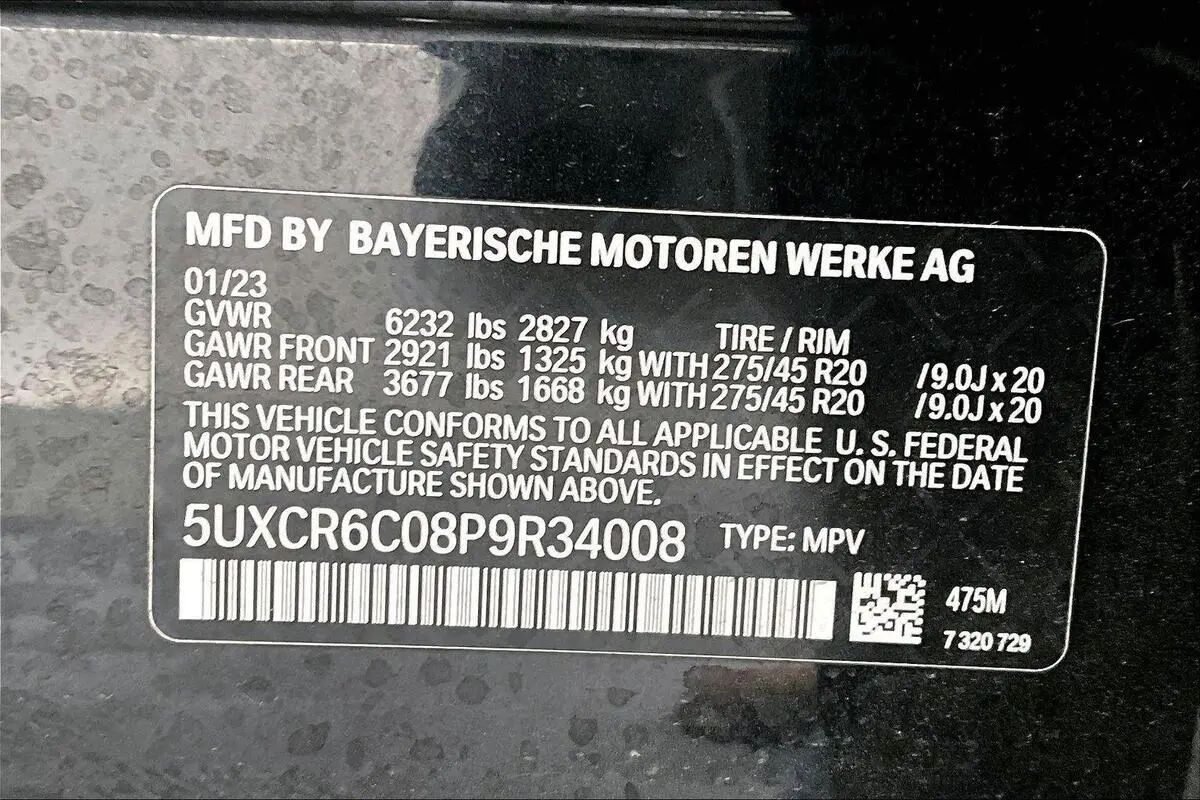 MFD BY BAYERISCHE MOTOREN WERKE AG
01/23
GVWR 6232 lbs 2827 kg TIRE / RIM
GAWR FRONT 2921 lbs 1325 kg WITH 275/45 R20 /9.0J x 20
GAWR REAR 3677 lbs 1668 kg WITH 275/45 R20 /9.0J x 20
THIS VEHICLE CONFORMS TO ALL APPLICABLE U. S. FEDERAL
MOTOR VEHICLE SAFETY STANDARDS IN EFFECT ON THE DATE
OF MANUFACTURE SHOWN ABOVE.
5UXCR6C08P9R34008 TYPE: MPV
475M
7 320 729